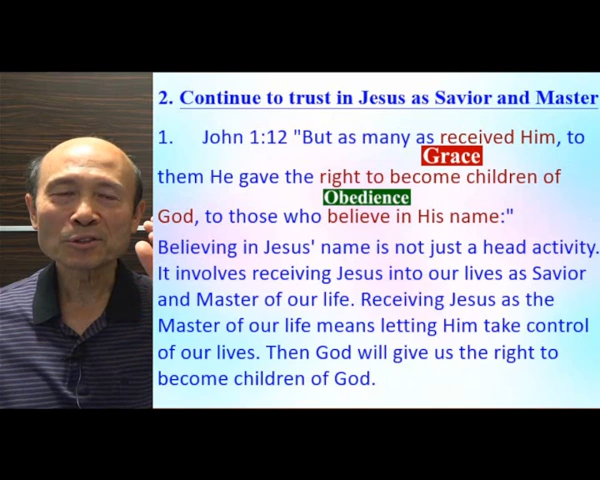 2. Continue to trust in Jesus as Savior and Master
1. John 1:12 "But as many as received Him, to
Grace
them He gave the right to become children of
Obedience
God, to those who believe in His name:"
Believing in Jesus' name is not just a head activity.
It involves receiving Jesus into our lives as Savior
and Master of our life. Receiving Jesus as the
Master of our life means letting Him take control
of our lives. Then God will give us the right to
become children of God.